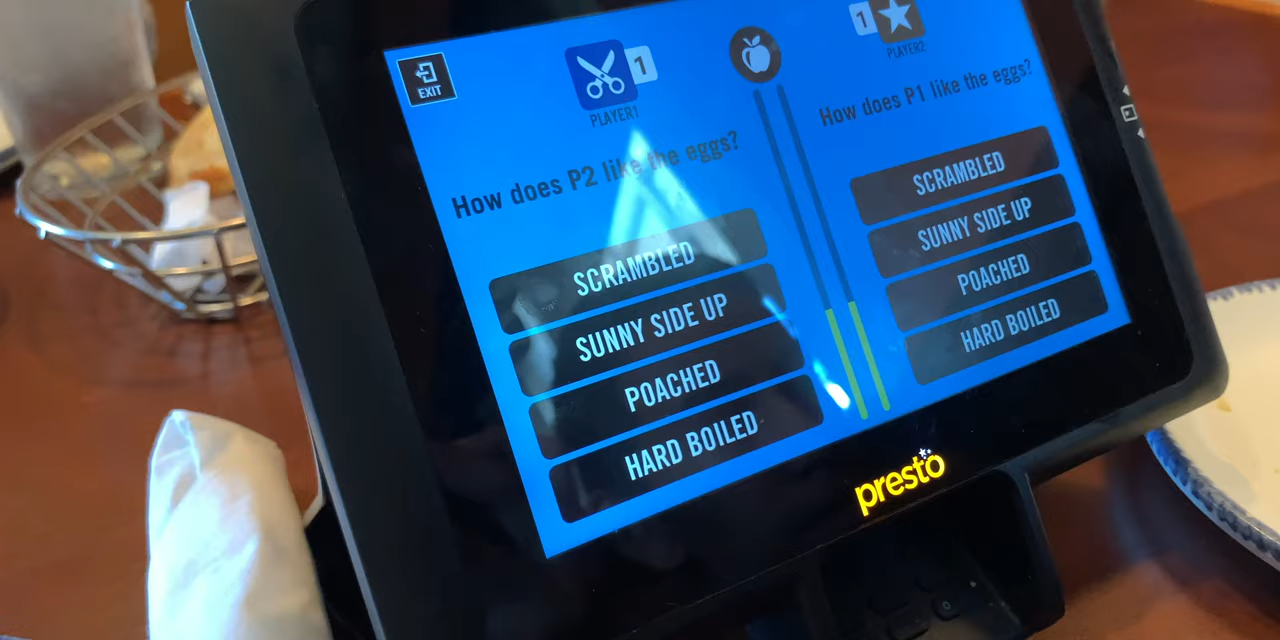 EXIT
1
PLAYER1
How does P2 like the eggs?
SCRAMBLED
SUNNY SIDE UP
POACHED
HARD BOILED
1
PLAYER2
How does P1 like the eggs?
SCRAMBLED
SUNNY SIDE UP
POACHED
HARD BOILED
presto